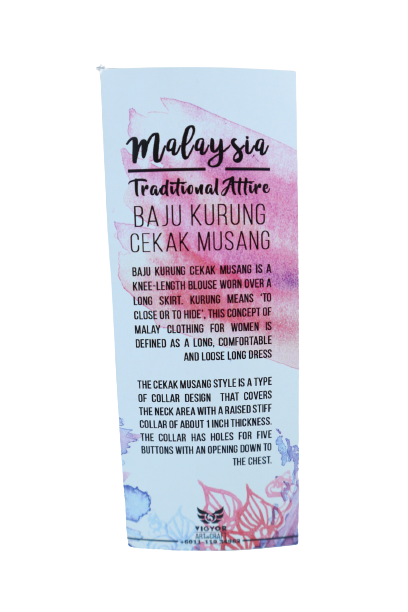 Malaysia
Traditional Attire
BAJU KURUNG
CEKAK MUSANG
BAJU KURUNG CEKAK MUSANG IS A
KNEE-LENGTH BLOUSE WORN OVER A
LONG SKIRT. KURUNG MEANS 'TO
CLOSE OR TO HIDE', THIS CONCEPT OF
MALAY CLOTHING FOR WOMEN IS
DEFINED AS A LONG, COMFORTABLE
AND LOOSE LONG DRESS
THE CEKAK MUSANG STYLE IS A TYPE
OF COLLAR DESIGN THAT COVERS
THE NECK AREA WITH A RAISED STIFF
COLLAR OF ABOUT 1 INCH THICKNESS.
THE COLLAR HAS HOLES FOR FIVE
BUTTONS WITH AN OPENING DOWN TO
THE CHEST.
ART & CRAFT